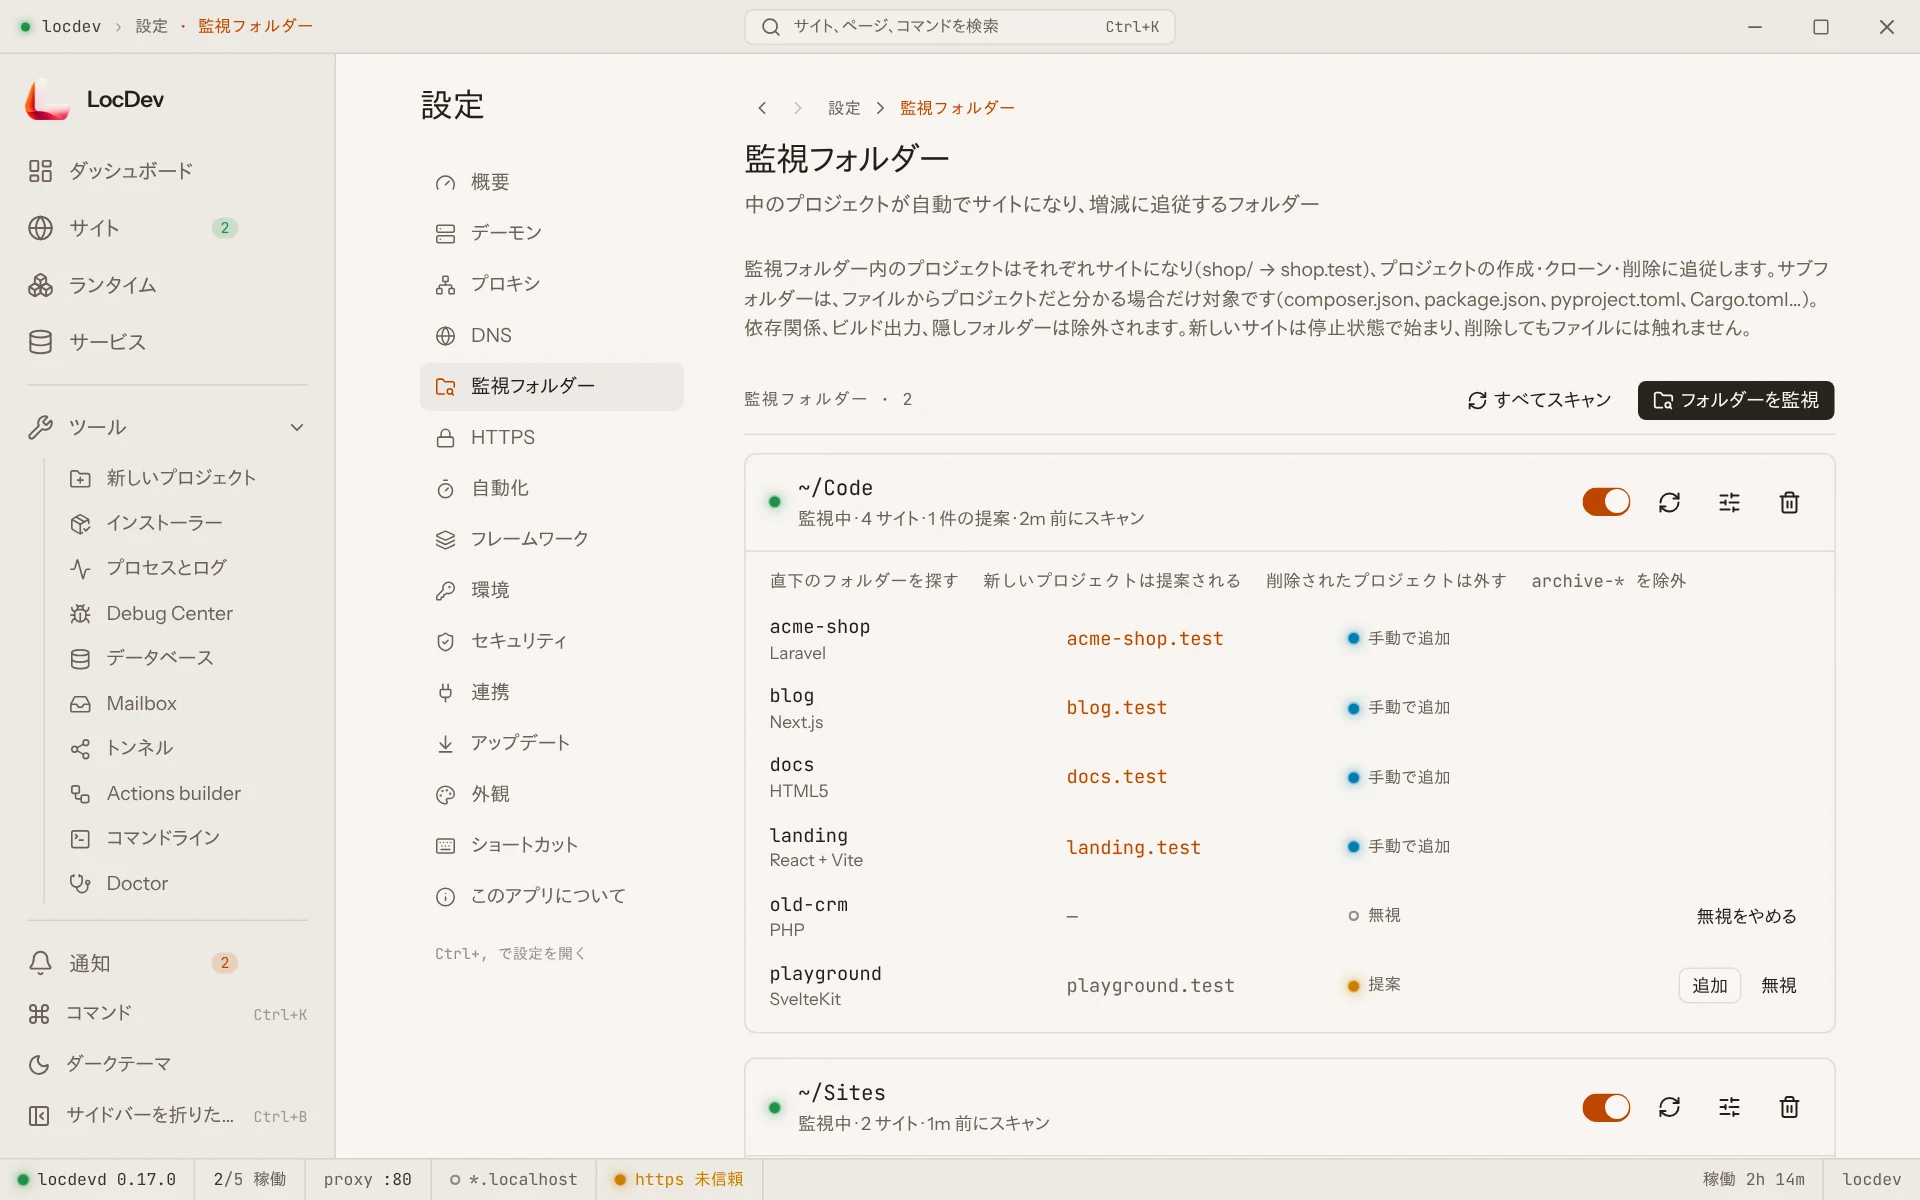 locdev › 設定 · 監視フォルダー
サイト、ページ、コマンドを検索 Ctrl+K
LocDev
ダッシュボード
サイト 2
ランタイム
サービス
ツール
新しいプロジェクト
インストーラー
プロセスとログ
Debug Center
データベース
Mailbox
トンネル
Actions builder
コマンドライン
Doctor
通知 2
コマンド Ctrl+K
ダークテーマ
サイドバーを折りた… Ctrl+B
設定
概要
デーモン
プロキシ
DNS
監視フォルダー
HTTPS
自動化
フレームワーク
環境
セキュリティ
連携
アップデート
外観
ショートカット
このアプリについて
Ctrl+, で設定を開く
設定 > 監視フォルダー
監視フォルダー
中のプロジェクトが自動でサイトになり、増減に追従するフォルダー
監視フォルダー内のプロジェクトはそれぞれサイトになり(shop/ → shop.test)、プロジェクトの作成・クローン・削除に追従します。サブフ
ォルダーは、ファイルからプロジェクトだと分かる場合だけ対象です(composer.json、package.json、pyproject.toml、Cargo.toml…)。
依存関係、ビルド出力、隠しフォルダーは除外されます。新しいサイトは停止状態で始まり、削除してもファイルには触れません。
監視フォルダー · 2
すべてスキャン
フォルダーを監視
~/Code
監視中·4 サイト·1 件の提案·2m 前にスキャン
直下のフォルダーを探す 新しいプロジェクトは提案される 削除されたプロジェクトは外す archive-* を除外
acme-shop
Laravel
acme-shop.test
手動で追加
blog
Next.js
blog.test
手動で追加
docs
HTML5
docs.test
手動で追加
landing
React + Vite
landing.test
手動で追加
old-crm
PHP
—
無視
無視をやめる
playground
SvelteKit
playground.test
提案
追加
無視
~/Sites
監視中·2 サイト·1m 前にスキャン
locdevd 0.17.0
2/5 稼働
proxy :80
*.localhost
https 未信頼
稼働 2h 14m
locdev